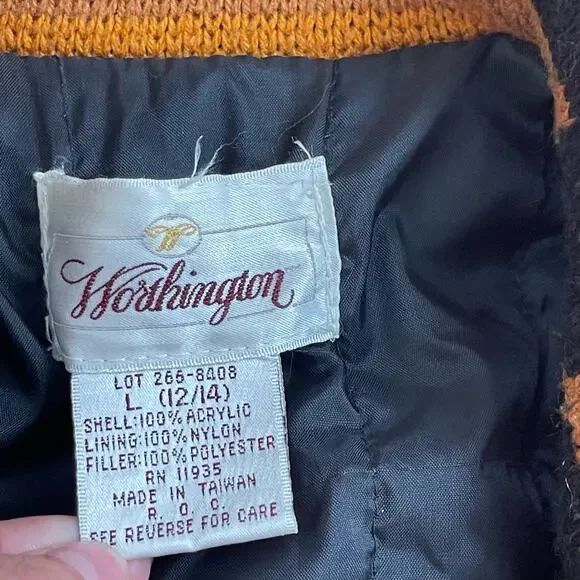 W
Worthington
LOT 266-8408
L (12/14)
SHELL:100% ACRYLIC
LINING:100% NYLON
FILLER:100% POLYESTER
RN 11935
MADE IN TAIWAN
R. O. C.
SEE REVERSE FOR CARE